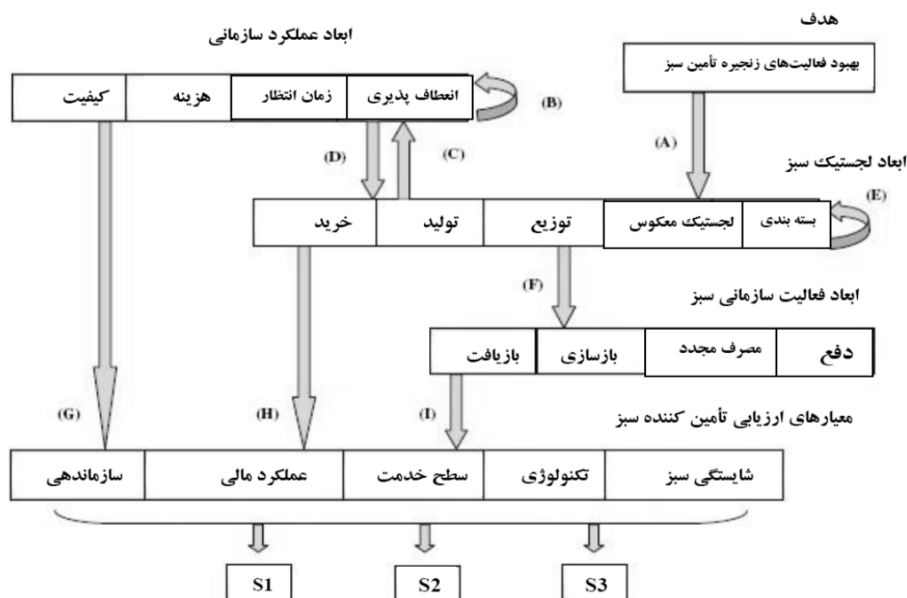 هدف
ابعاد عملکرد سازمانی
بهبود فعالیت‌های زنجیره تأمین سبز
انعطاف پذیری
زمان انتظار
هزینه
کیفیت
(B)
(A)
(C)
(D)
ابعاد لجستیک سبز
(E)
بسته بندی
لجستیک معکوس
توزیع
تولید
خرید
(F)
ابعاد فعالیت سازمانی سبز
دفع
مصرف مجدد
بازسازی
بازیافت
معیارهای ارزیابی تأمین کننده سبز
(I)
(H)
(G)
شایستگی سبز
تکنولوژی
سطح خدمت
عملکرد مالی
سازماندهی
S1
S2
S3